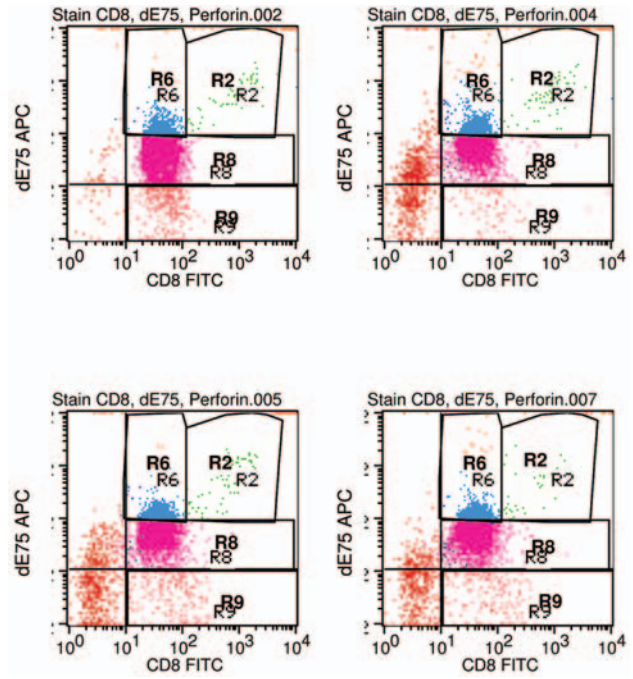 Stain CD8, dE75, Perforin.002
R6
R2
R6
R2
R8
R8
R9
R9
dE75 APC
10^0 10^1 10^2 10^3 10^4
CD8 FITC
Stain CD8, dE75, Perforin.004
R6
R2
R6
R2
R8
R8
R9
R9
dE75 APC
10^0 10^1 10^2 10^3 10^4
CD8 FITC
Stain CD8, dE75, Perforin.005
R6
R2
R6
R2
R8
R8
R9
R9
dE75 APC
10^0 10^1 10^2 10^3 10^4
CD8 FITC
Stain CD8, dE75, Perforin.007
R6
R2
R6
R2
R8
R8
R9
R9
dE75 APC
10^0 10^1 10^2 10^3 10^4
CD8 FITC